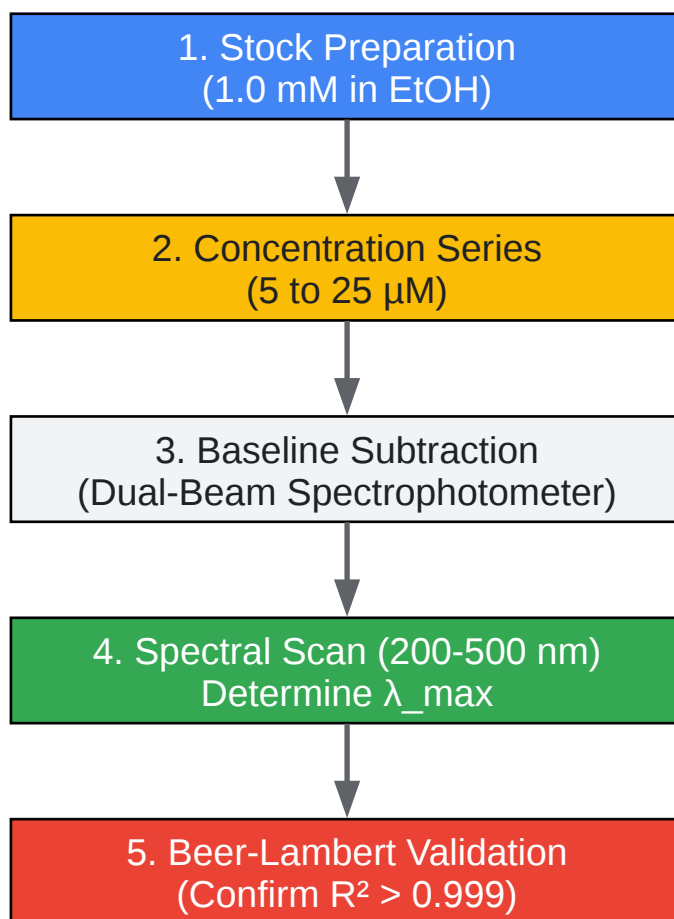 1. Stock Preparation
(1.0 mM in EtOH)
2. Concentration Series
(5 to 25 µM)
3. Baseline Subtraction
(Dual-Beam Spectrophotometer)
4. Spectral Scan (200-500 nm)
Determine λ_max
5. Beer-Lambert Validation
(Confirm R² > 0.999)